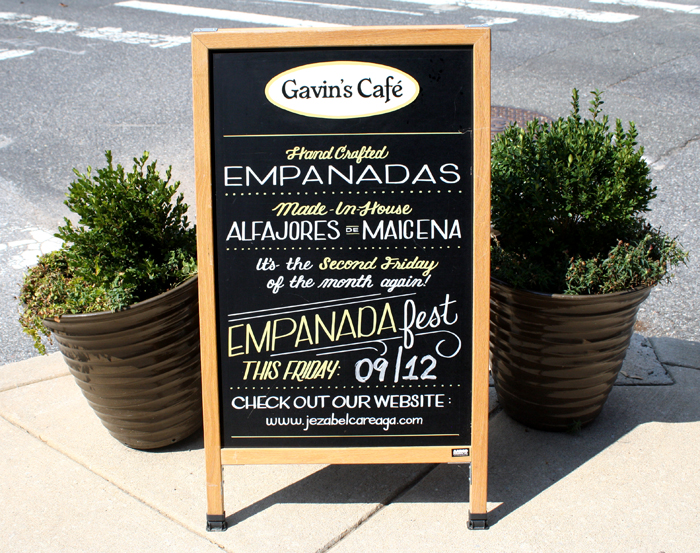 Gavin's Café
Hand Crafted
EMPANADAS
Made-In-House
ALFAJORES DE MAICENA
It's the Second Friday
of the month again!
EMPANADA fest
THIS FRIDAY: 09/12
CHECK OUT OUR WEBSITE:
www.jezabelcareaga.com